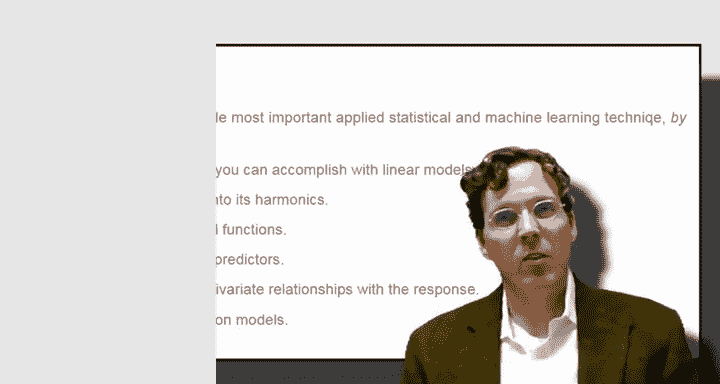 le most important applied statistical and machine learning techniqe, by
you can accomplish with linear models
nto its harmonics.
functions.
predictors.
ivariate relationships with the response.
on models.